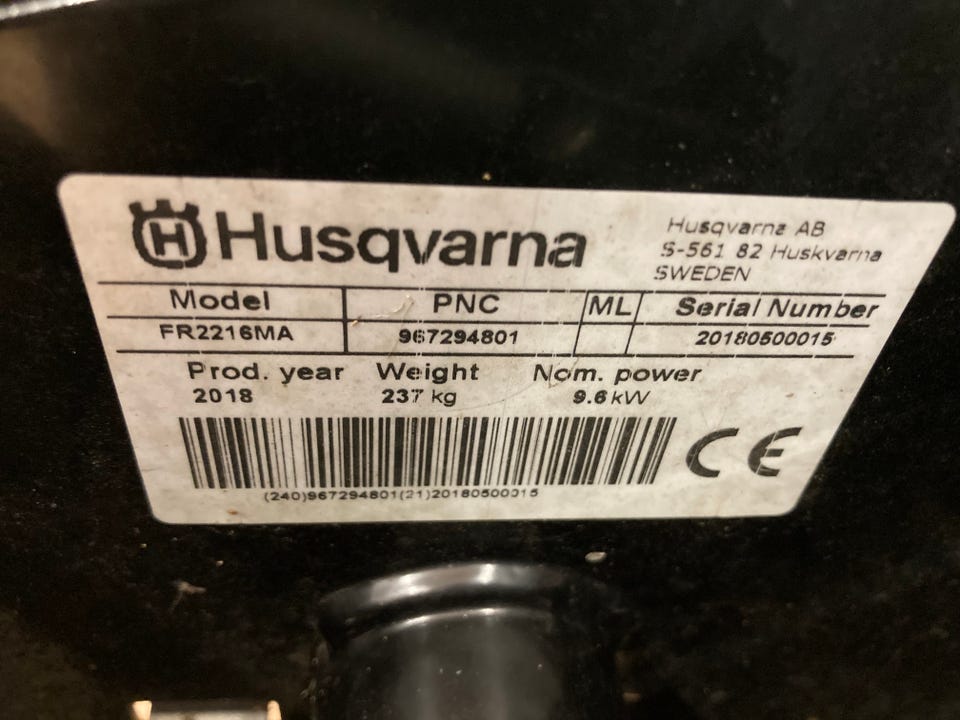 H Husqvarna
Husqvarna AB
S-561 82 Huskvarna
SWEDEN
Model PNC ML Serial Number
FR2216MA 967294801 20180500015
Prod. year Weight Nom. power
2018 237 kg 9.6 kW
CE
(240)967294801(21)20180500015